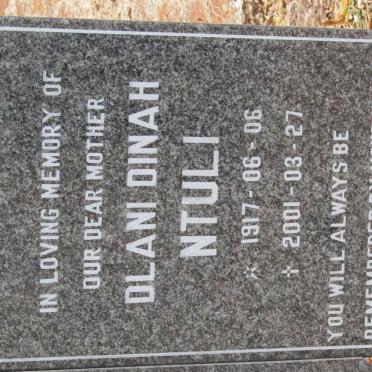 IN LOVING MEMORY OF
OUR DEAR MOTHER
DLANI DINAH
NTULI
1917-06-06
2001-03-27
YOU WILL ALWAYS BE
REMEMBERED